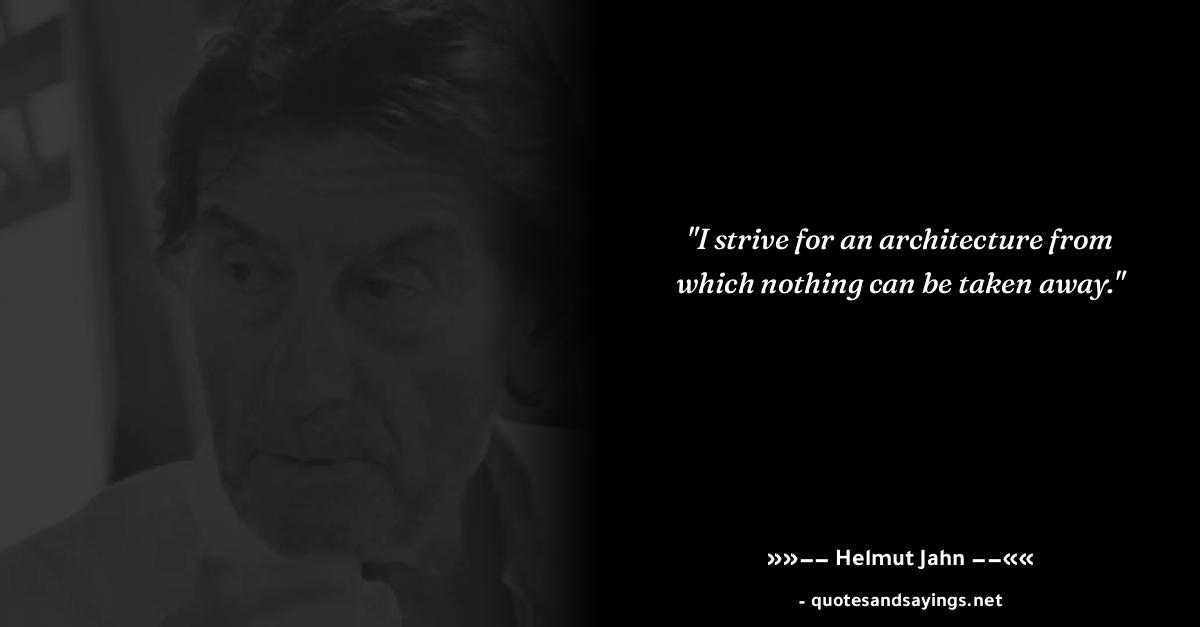 "I strive for an architecture from
which nothing can be taken away."
»»−− Helmut Jahn −−««
- quotesandsayings.net